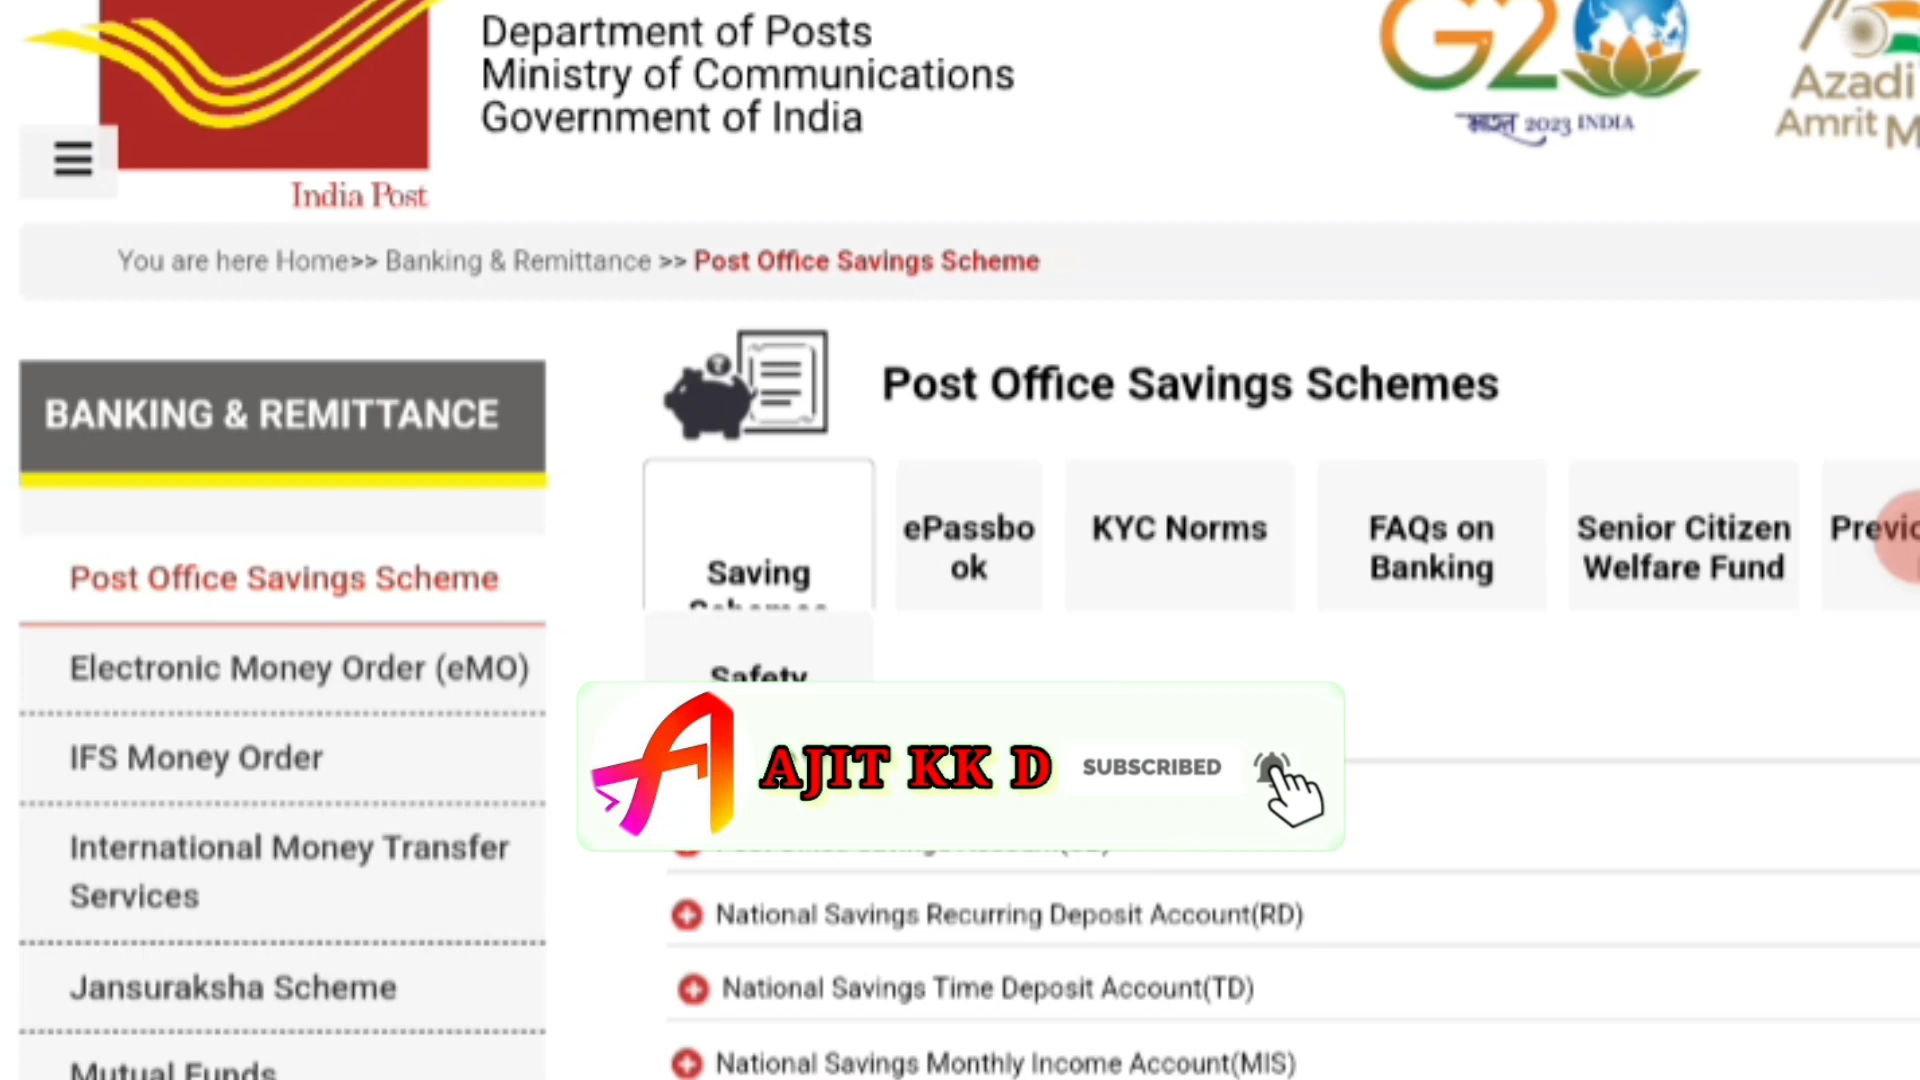 Department of Posts
Ministry of Communications
Government of India
G20
भारत 2023 INDIA
Azadi
Amrit M
India Post
You are here Home>> Banking & Remittance >> Post Office Savings Scheme
Post Office Savings Schemes
BANKING & REMITTANCE
Saving
Schemes
ePassbo
ok
KYC Norms
FAQs on
Banking
Senior Citizen
Welfare Fund
Previo
Safety
Post Office Savings Scheme
Electronic Money Order (eMO)
IFS Money Order
International Money Transfer
Services
Jansuraksha Scheme
Mutual Funds
AJIT KK D
SUBSCRIBED
National Savings Recurring Deposit Account(RD)
National Savings Time Deposit Account(TD)
National Savings Monthly Income Account(MIS)